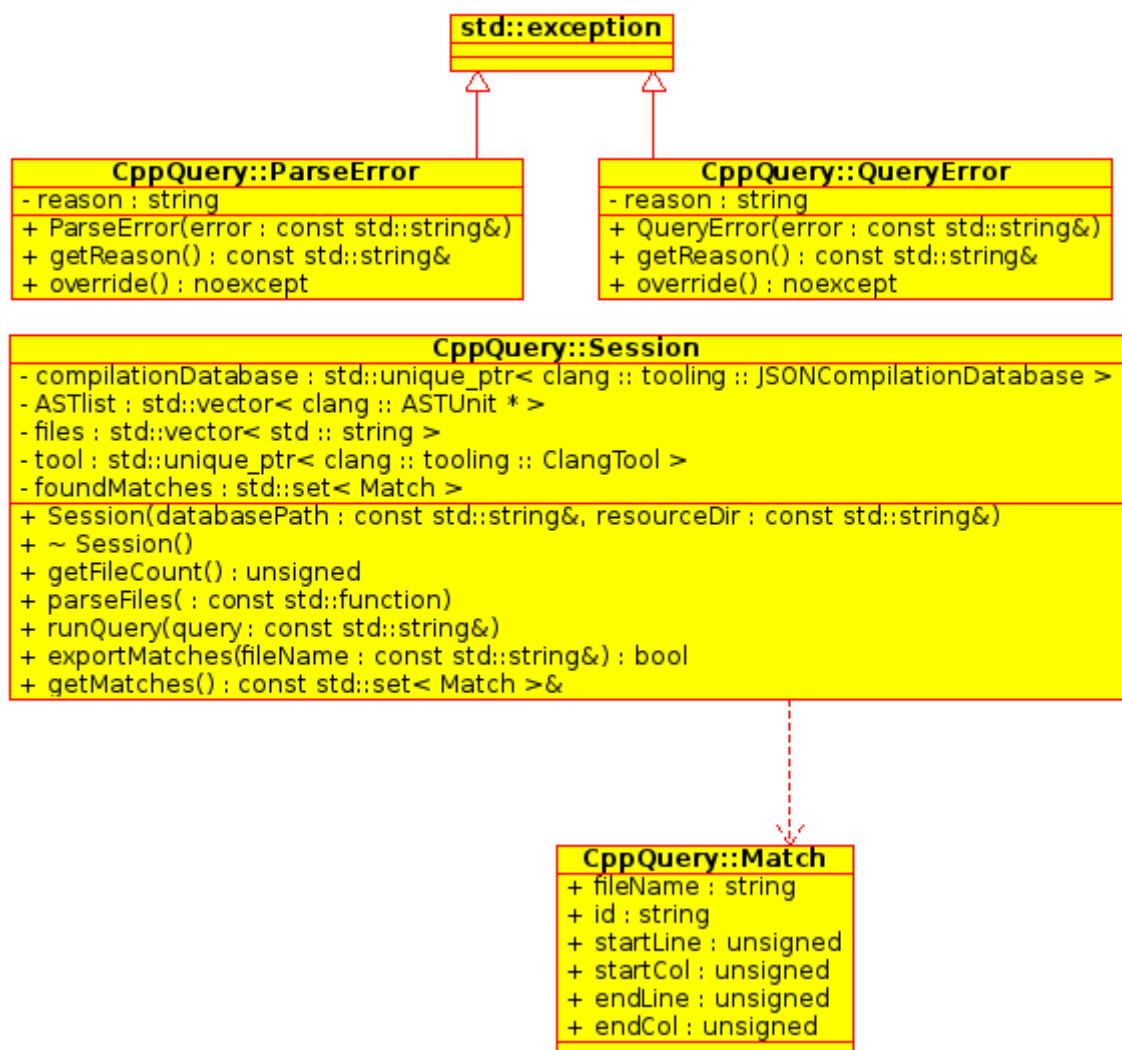 std::exception
CppQuery::ParseError
- reason : string
+ ParseError(error : const std::string&)
+ getReason() : const std::string&
+ override() : noexcept
CppQuery::QueryError
- reason : string
+ QueryError(error : const std::string&)
+ getReason() : const std::string&
+ override() : noexcept
CppQuery::Session
- compilationDatabase : std::unique_ptr< clang :: tooling :: JSONCompilationDatabase >
- ASTlist : std::vector< clang :: ASTUnit * >
- files : std::vector< std :: string >
- tool : std::unique_ptr< clang :: tooling :: ClangTool >
- foundMatches : std::set< Match >
+ Session(databasePath : const std::string&, resourceDir : const std::string&)
+ ~ Session()
+ getFileCount() : unsigned
+ parseFiles( : const std::function)
+ runQuery(query : const std::string&)
+ exportMatches(fileName : const std::string&) : bool
+ getMatches() : const std::set< Match >&
CppQuery::Match
+ fileName : string
+ id : string
+ startLine : unsigned
+ startCol : unsigned
+ endLine : unsigned
+ endCol : unsigned